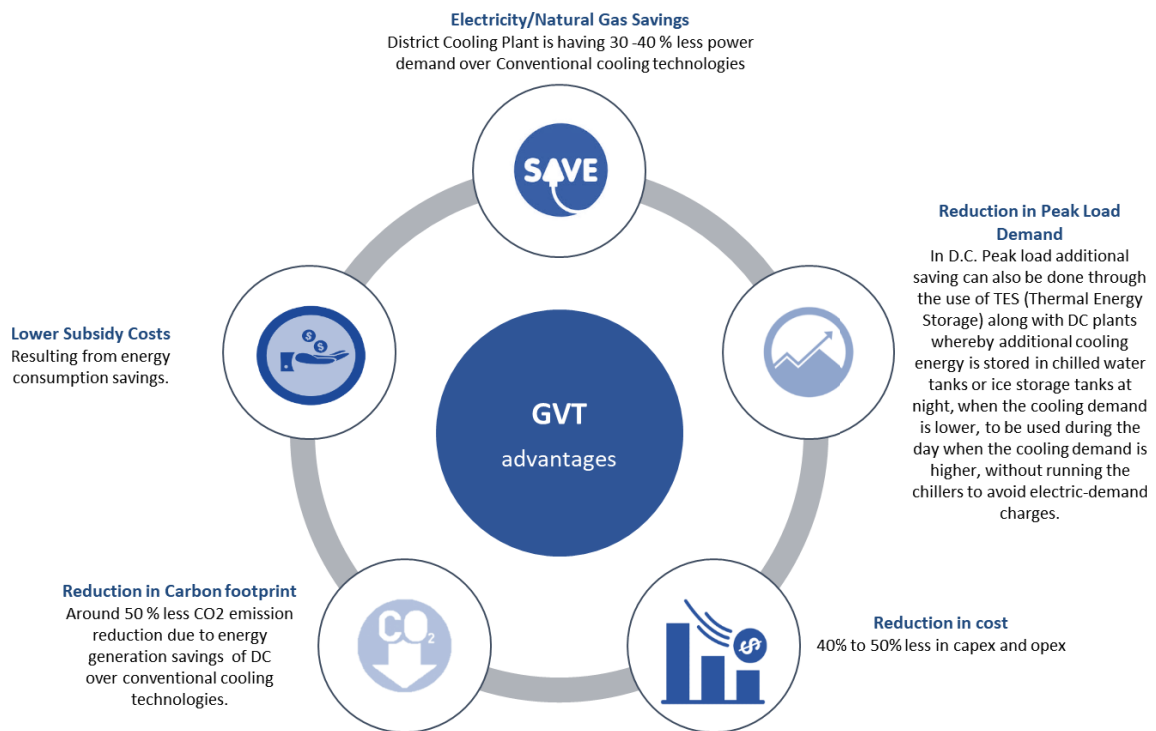 Electricity/Natural Gas Savings
District Cooling Plant is having 30 -40 % less power
demand over Conventional cooling technologies
SAVE
Reduction in Peak Load
Demand
In D.C. Peak load additional
saving can also be done through
the use of TES (Thermal Energy
Storage) along with DC plants
whereby additional cooling
energy is stored in chilled water
tanks or ice storage tanks at
night, when the cooling demand
is lower, to be used during the
day when the cooling demand is
higher, without running the
chillers to avoid electric-demand
charges.
Lower Subsidy Costs
Resulting from energy
consumption savings.
$
$
GVT
advantages
Reduction in Carbon footprint
Around 50 % less CO2 emission
reduction due to energy
generation savings of DC
over conventional cooling
technologies.
CO2
$
Reduction in cost
40% to 50% less in capex and opex